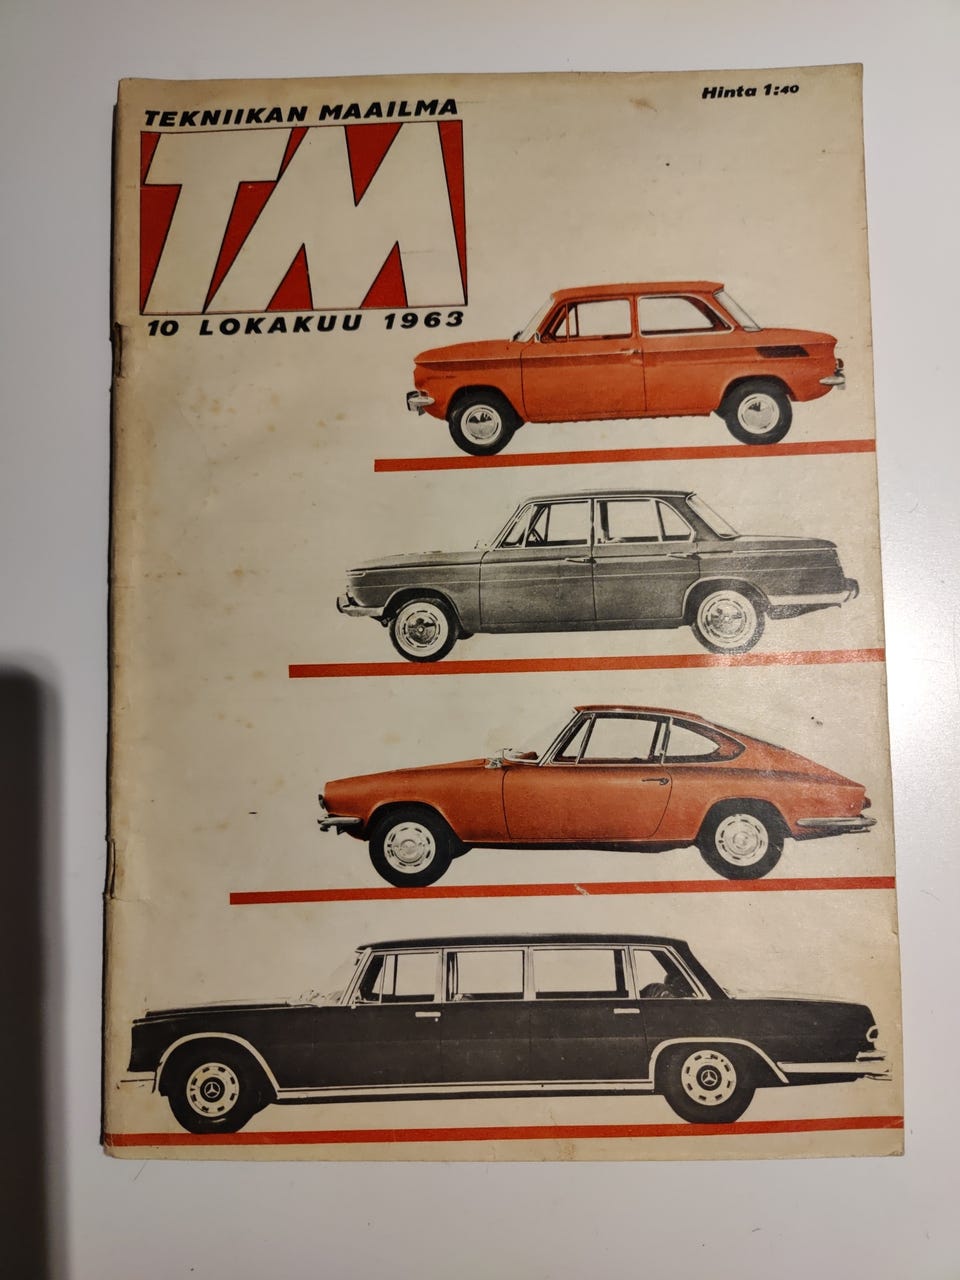 TEKNIIKAN MAAILMA
Hinta 1:40
TM
10 LOKAKUU 1963